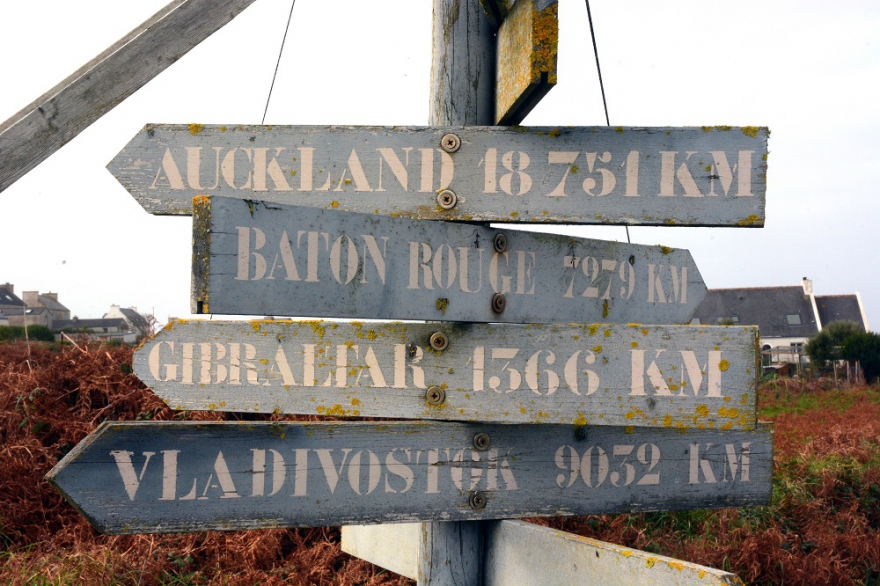 AUCKLAND 18 751 KM
BATON ROUGE 7279 KM
GIBRALTAR 1366 KM
VLADIVOSTOK 9032 KM